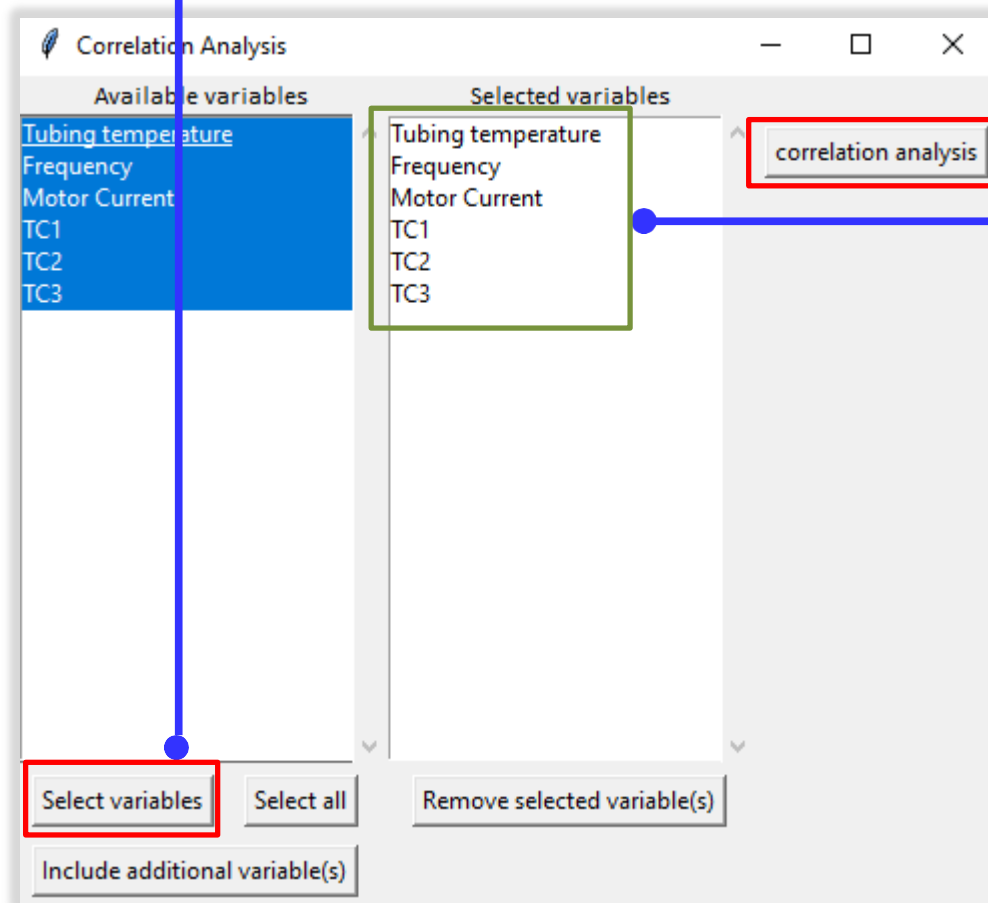 Correlation Analysis
Available variables
Selected variables
Tubing temperature
Frequency
Motor Current
TC1
TC2
TC3
Tubing temperature
Frequency
Motor Current
TC1
TC2
TC3
correlation analysis
Select variables
Select all
Remove selected variable(s)
Include additional variable(s)